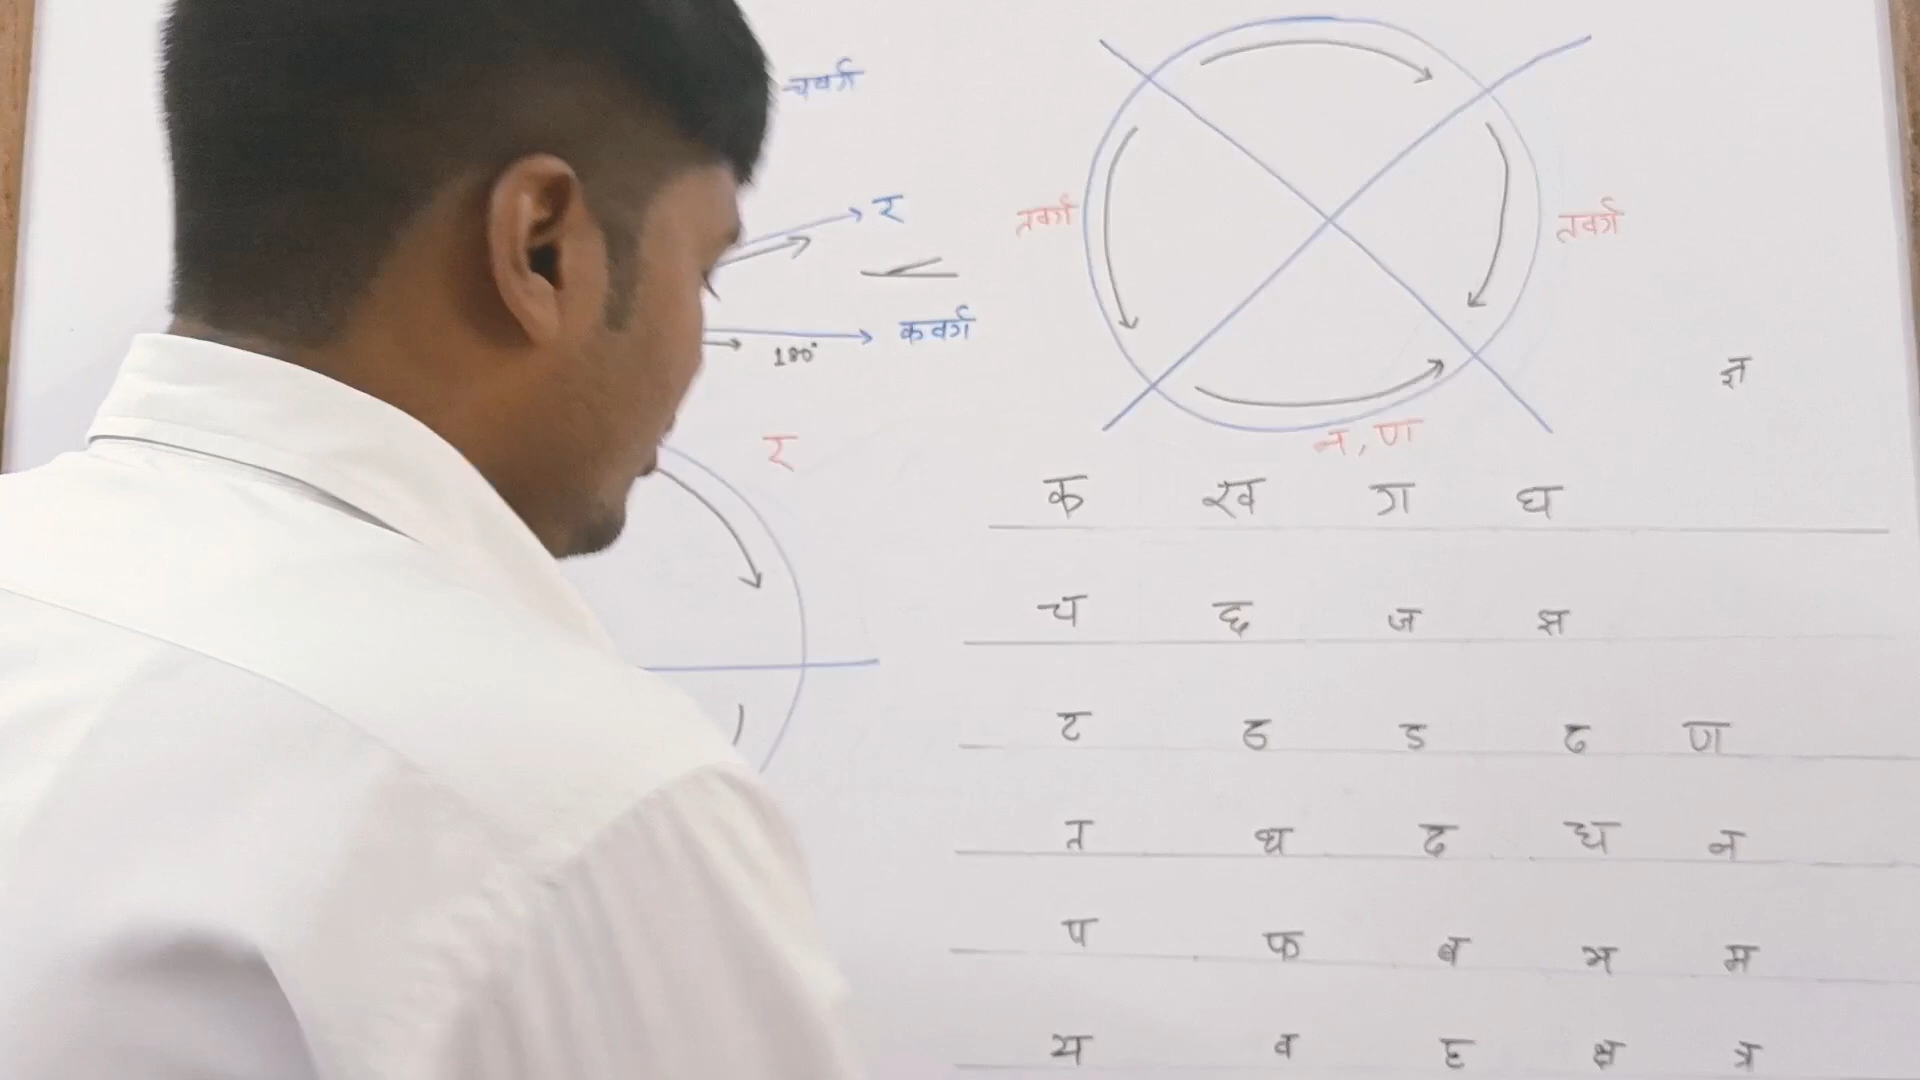 चवर्ग
र
तवर्ग तवर्ग
कवर्ग
180°
ज्ञ
र
न, ण
क ख ग घ
च छ ज झ
ट ठ ड ढ ण
त थ द ध न
प फ ब भ म
य व ह क्ष त्र